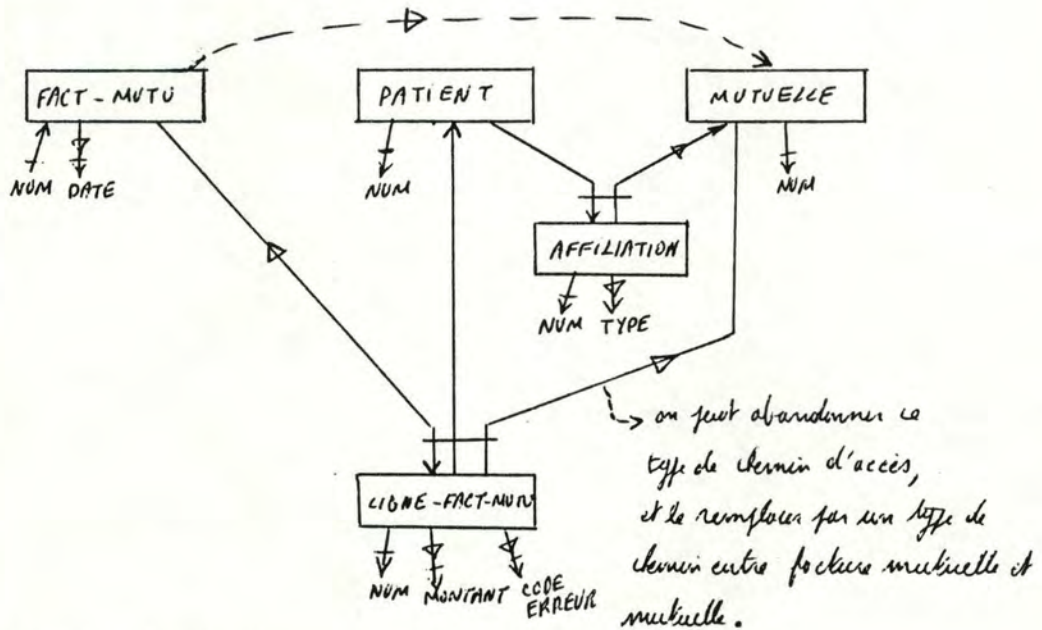 FACT-MUTU
PATIENT
MUTUELLE
NUM DATE
NUM
NUM
AFFILIATION
NUM TYPE
on peut abandonner ce
type de chemin d'accès,
et le remplacer par un type de
chemin entre facture mutuelle et
mutuelle.
LIGNE-FACT-MUTU
NUM MONTANT CODE
ERREUR